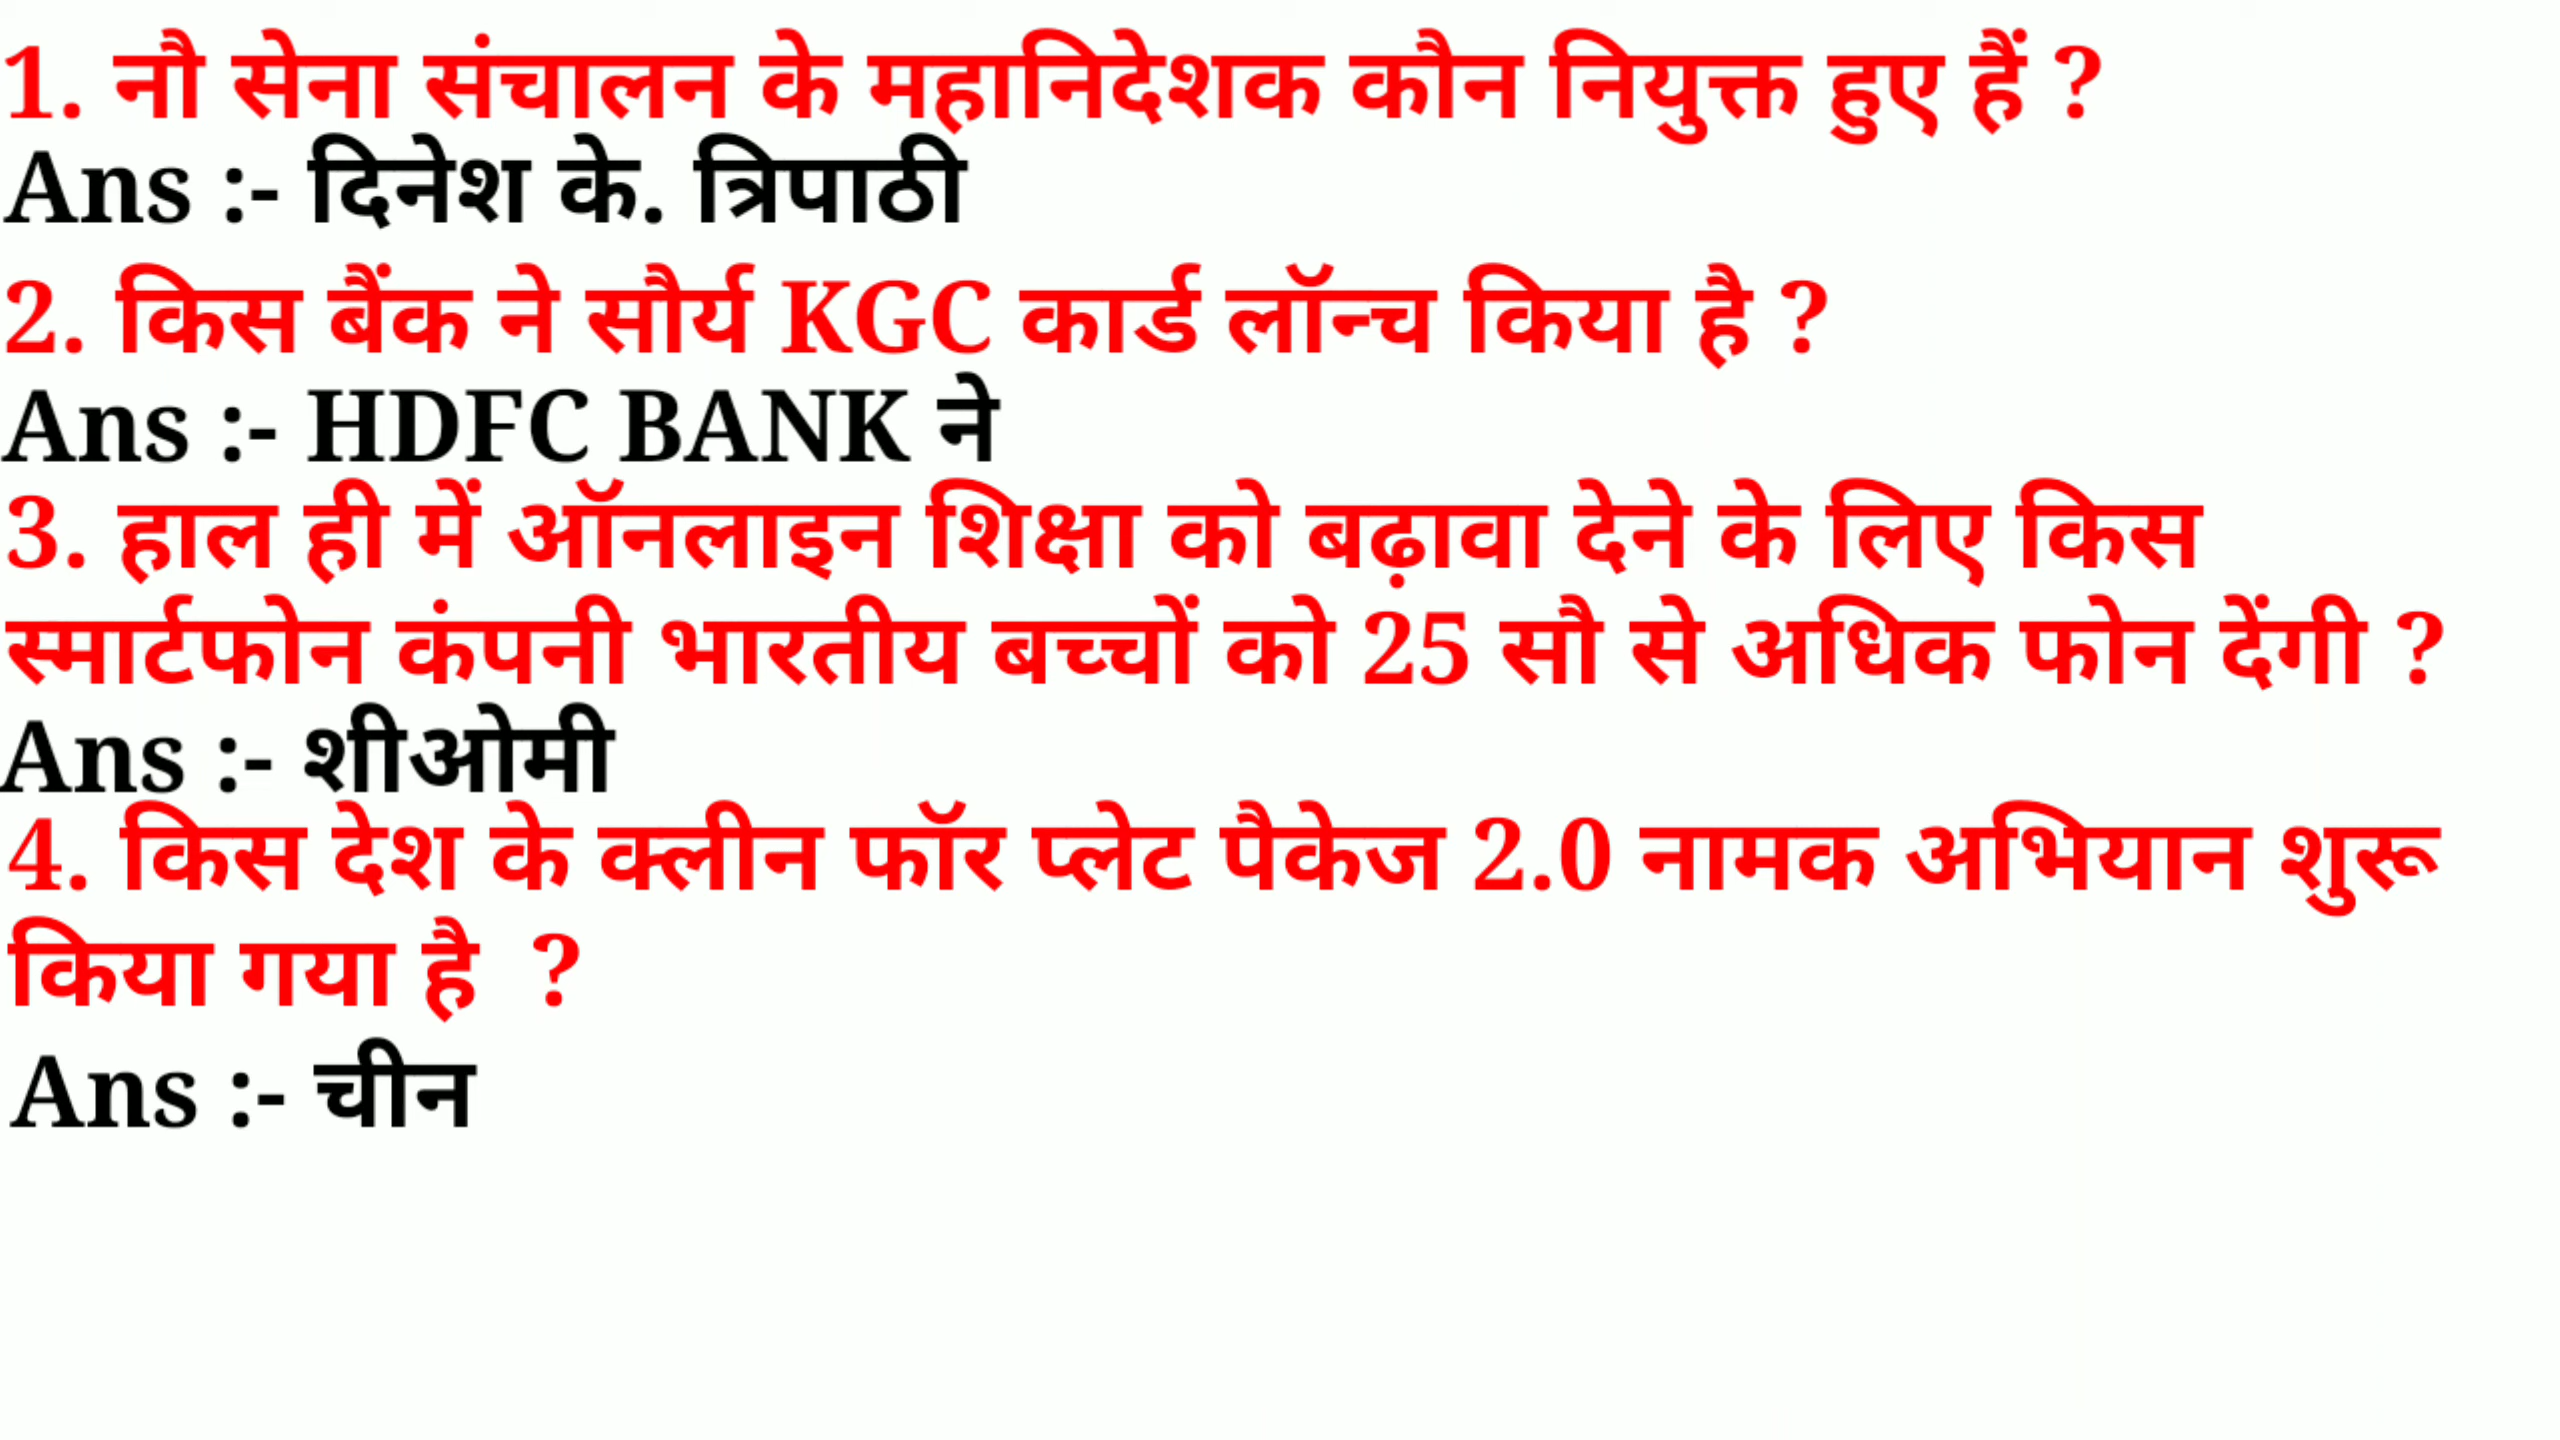 1. नौ सेना संचालन के महानिदेशक कौन नियुक्त हुए हैं ?
Ans :- दिनेश के. त्रिपाठी
2. किस बैंक ने सौर्य KGC कार्ड लॉन्च किया है ?
Ans :- HDFC BANK ने
3. हाल ही में ऑनलाइन शिक्षा को बढ़ावा देने के लिए किस
स्मार्टफोन कंपनी भारतीय बच्चों को 25 सौ से अधिक फोन देंगी ?
Ans :- शीओमी
4. किस देश के क्लीन फॉर प्लेट पैकेज 2.0 नामक अभियान शुरू
किया गया है ?
Ans :- चीन